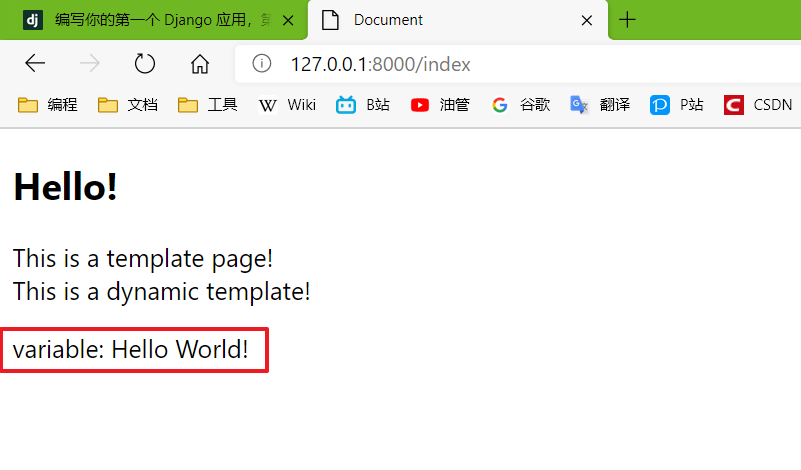 dj 编写你的第一个 Django 应用，第
Document
127.0.0.1:8000/index
编程 文档 工具 W Wiki B站 油管 G 谷歌 翻译 P P站 C CSDN
Hello!
This is a template page!
This is a dynamic template!
variable: Hello World!